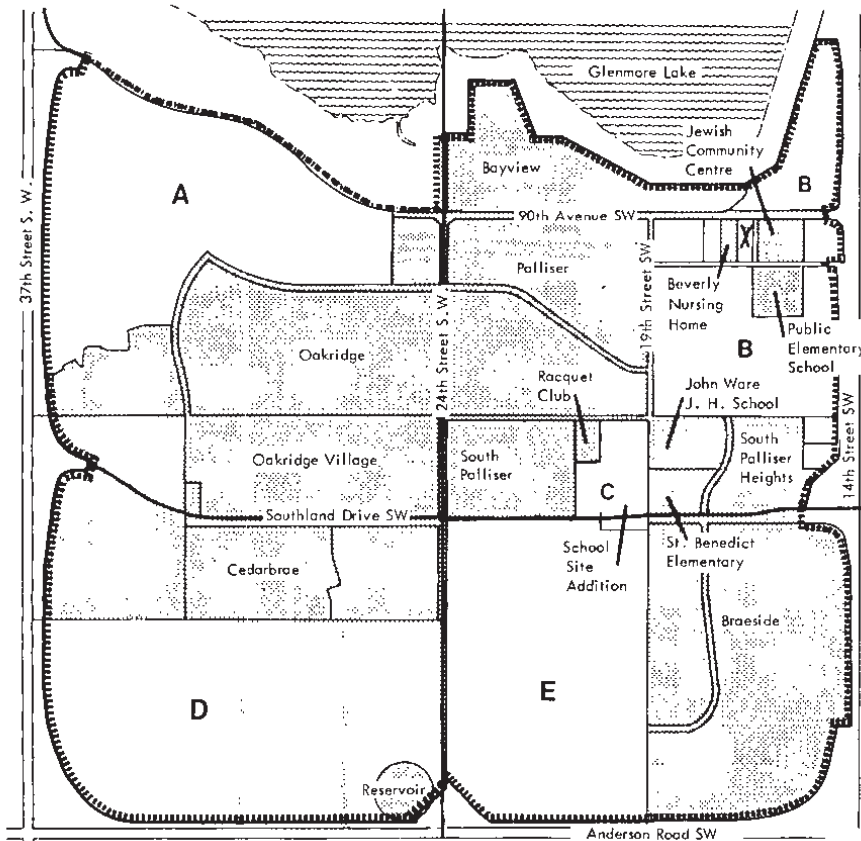 Glenmore Lake
Jewish
Community
Centre
Bayview
A
B
37th Street S. W.
90th Avenue SW
X
Palliser
19th Street SW
Beverly
Nursing
Home
Public
Elementary
School
B
24th Street S. W.
Oakridge
Racquet
Club
John Ware
J. H. School
14th Street SW
Oakridge Village
South
Palliser
South
Palliser
Heights
C
Southland Drive SW
School
Site
Addition
St. Benedict
Elementary
Cedarbrae
Braeside
D
E
Reservoir
Anderson Road SW